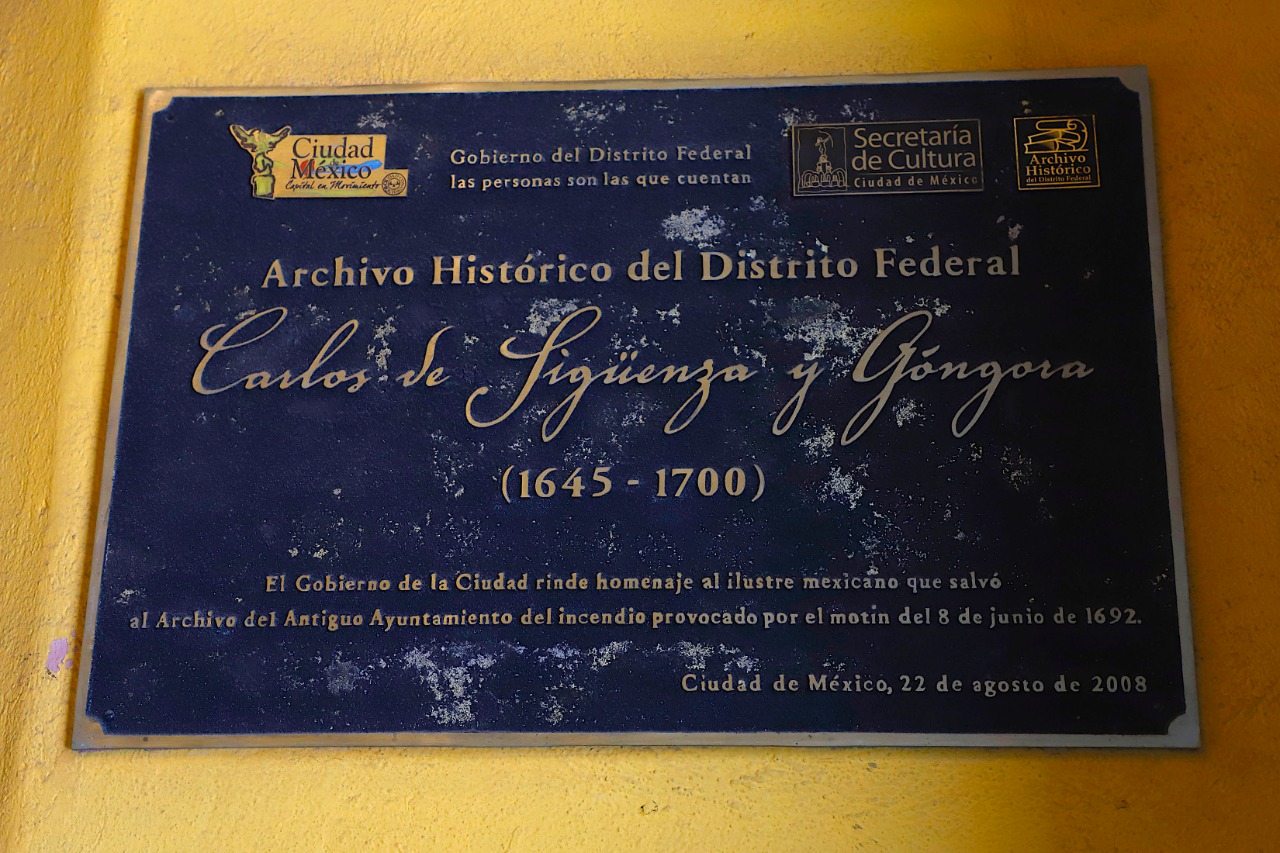 Ciudad
de
México
Capital en Movimiento
Gobierno del Distrito Federal
las personas son las que cuentan
Secretaría
de Cultura
Ciudad de México
Archivo
Histórico
del Distrito Federal
Archivo Histórico del Distrito Federal
Carlos de Sigüenza y Góngora
(1645 - 1700)
El Gobierno de la Ciudad rinde homenaje al ilustre mexicano que salvó
al Archivo del Antiguo Ayuntamiento del incendio provocado por el motín del 8 de junio de 1692.
Ciudad de México, 22 de agosto de 2008